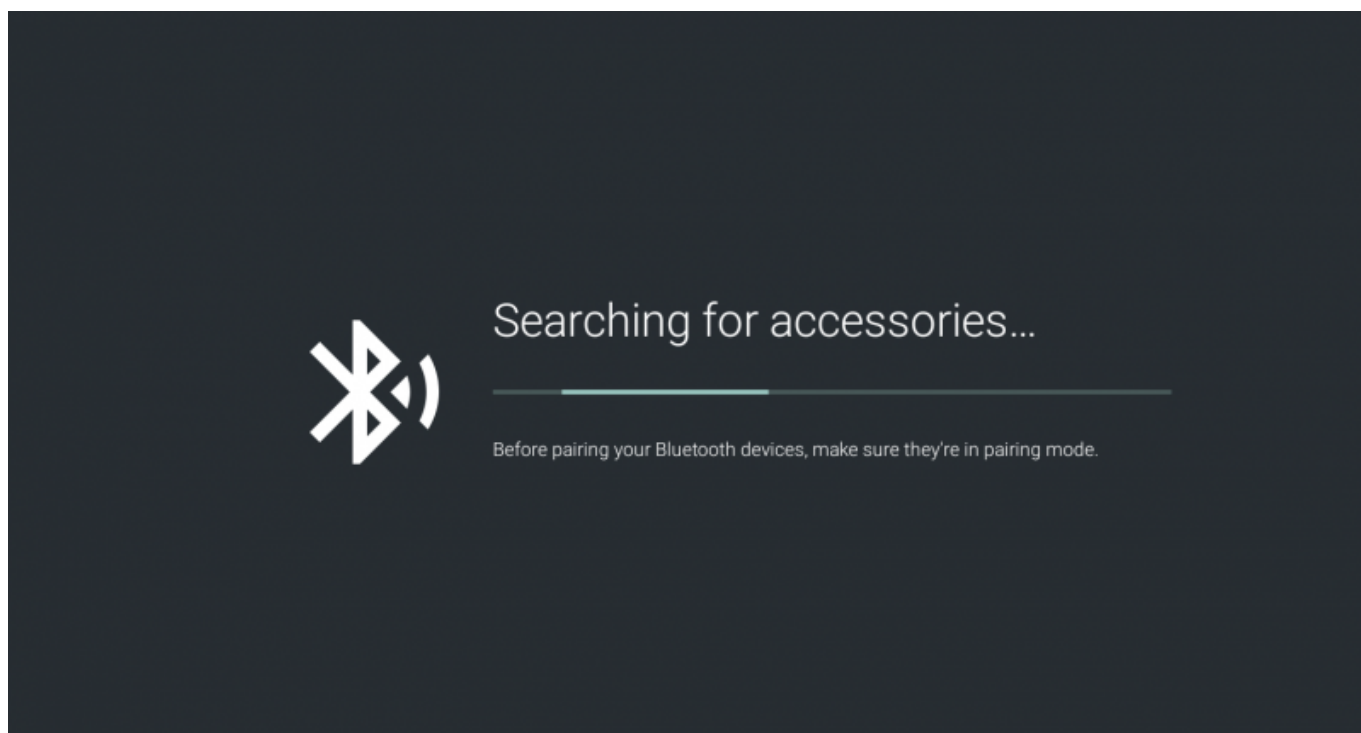 Searching for accessories...
Before pairing your Bluetooth devices, make sure they're in pairing mode.